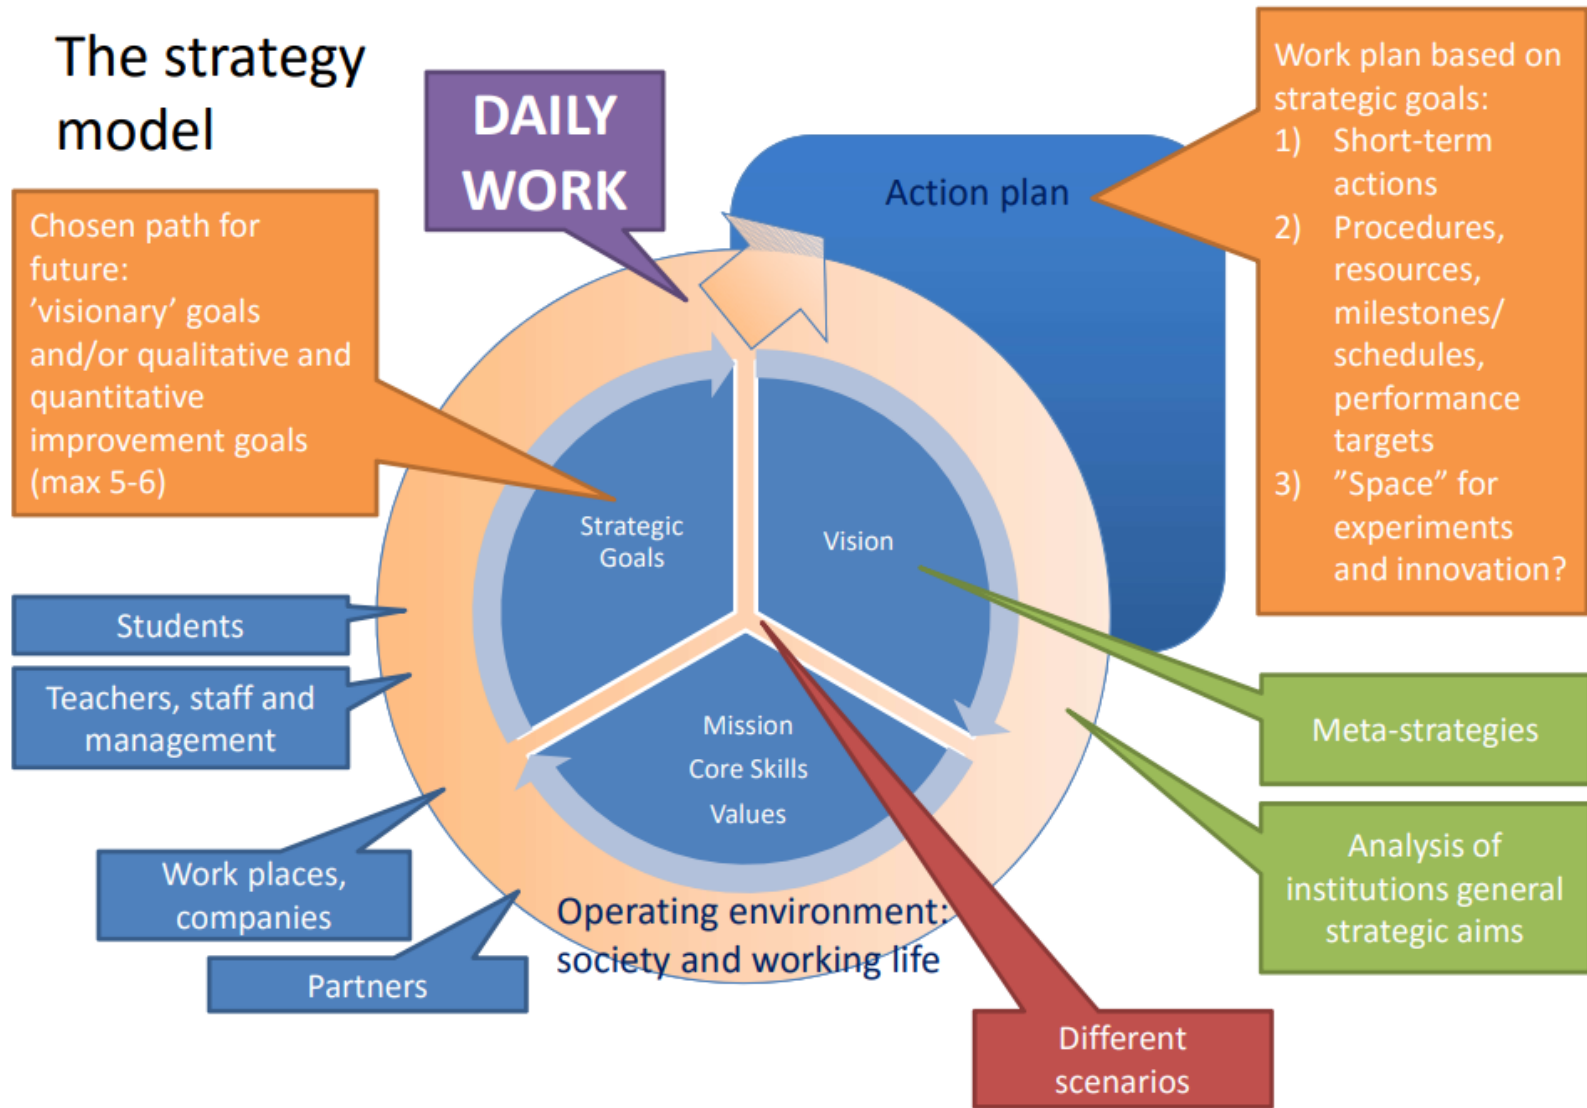 The strategy
model
DAILY
WORK
Action plan
Work plan based on
strategic goals:
1) Short-term
actions
2) Procedures,
resources,
milestones/
schedules,
performance
targets
3) ”Space” for
experiments
and innovation?
Chosen path for
future:
’visionary’ goals
and/or qualitative and
quantitative
improvement goals
(max 5-6)
Strategic
Goals
Vision
Mission
Core Skills
Values
Students
Teachers, staff and
management
Work places,
companies
Partners
Operating environment:
society and working life
Meta-strategies
Analysis of
institutions general
strategic aims
Different
scenarios